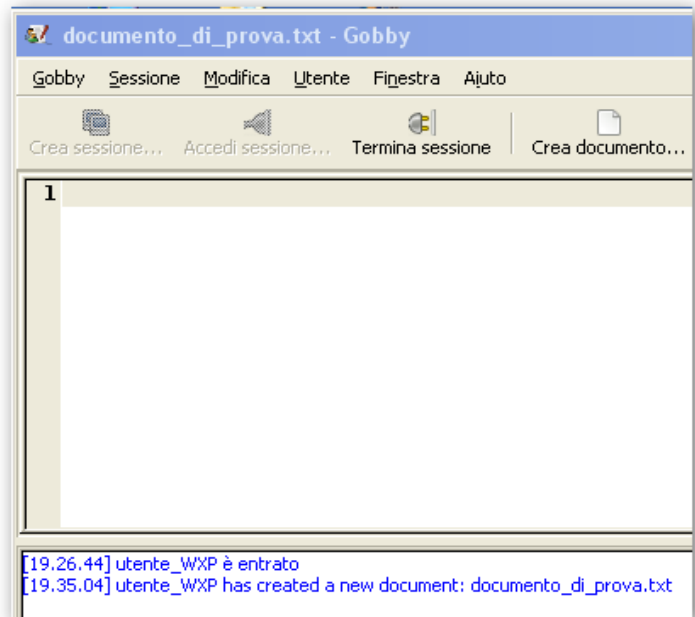 documento_di_prova.txt - Gobby
Gobby Sessione Modifica Utente Finestra Aiuto
Crea sessione... Accedi sessione... Termina sessione Crea documento...
1
[19.26.44] utente_WXP è entrato
[19.35.04] utente_WXP has created a new document: documento_di_prova.txt